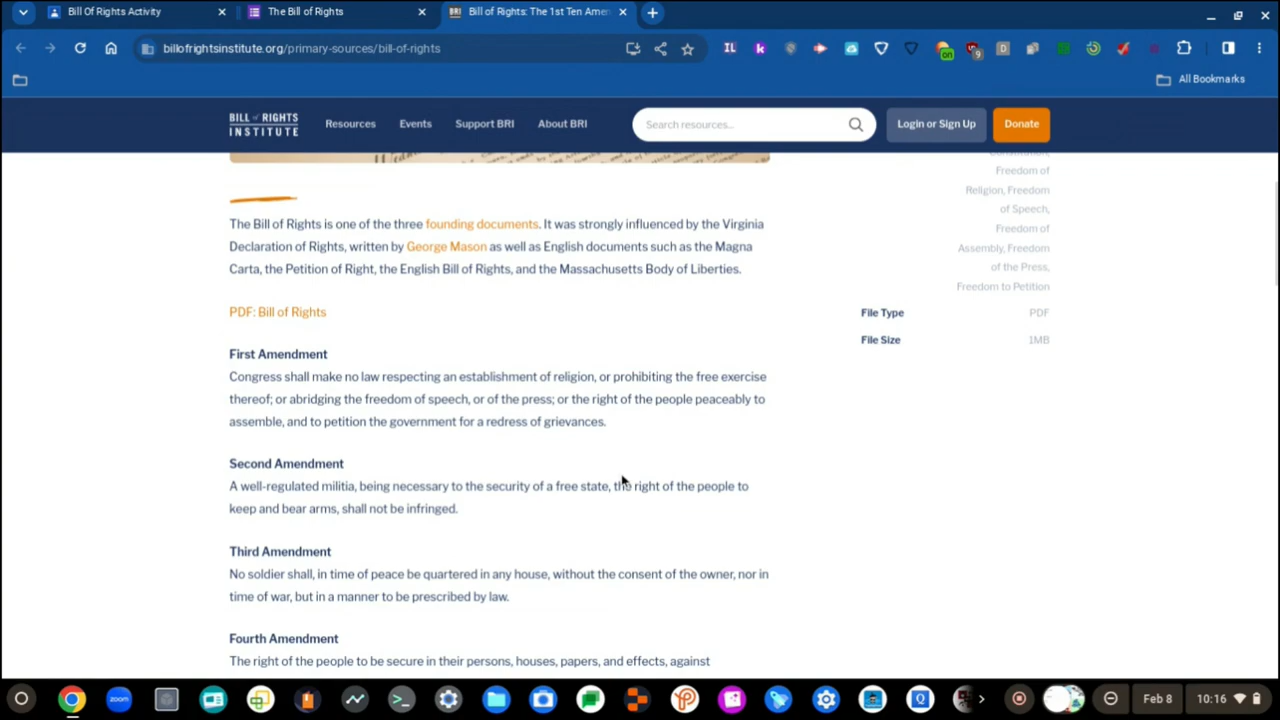 Bill Of Rights Activity
The Bill of Rights
Bill of Rights: The 1st Ten Amen
billofrightsinstitute.org/primary-sources/bill-of-rights
IL
k
on
9
D
All Bookmarks
BILL of RIGHTS
INSTITUTE
Resources
Events
Support BRI
About BRI
Search resources...
Login or Sign Up
Donate
Constitution,
Freedom of
Religion, Freedom
of Speech,
Freedom of
Assembly, Freedom
of the Press,
Freedom to Petition
The Bill of Rights is one of the three founding documents. It was strongly influenced by the Virginia
Declaration of Rights, written by George Mason as well as English documents such as the Magna
Carta, the Petition of Right, the English Bill of Rights, and the Massachusetts Body of Liberties.
File Type PDF
File Size 1MB
PDF: Bill of Rights
First Amendment
Congress shall make no law respecting an establishment of religion, or prohibiting the free exercise
thereof; or abridging the freedom of speech, or of the press; or the right of the people peaceably to
assemble, and to petition the government for a redress of grievances.
Second Amendment
A well-regulated militia, being necessary to the security of a free state, the right of the people to
keep and bear arms, shall not be infringed.
Third Amendment
No soldier shall, in time of peace be quartered in any house, without the consent of the owner, nor in
time of war, but in a manner to be prescribed by law.
Fourth Amendment
The right of the people to be secure in their persons, houses, papers, and effects, against
zoom
Q
Feb 8
10:16